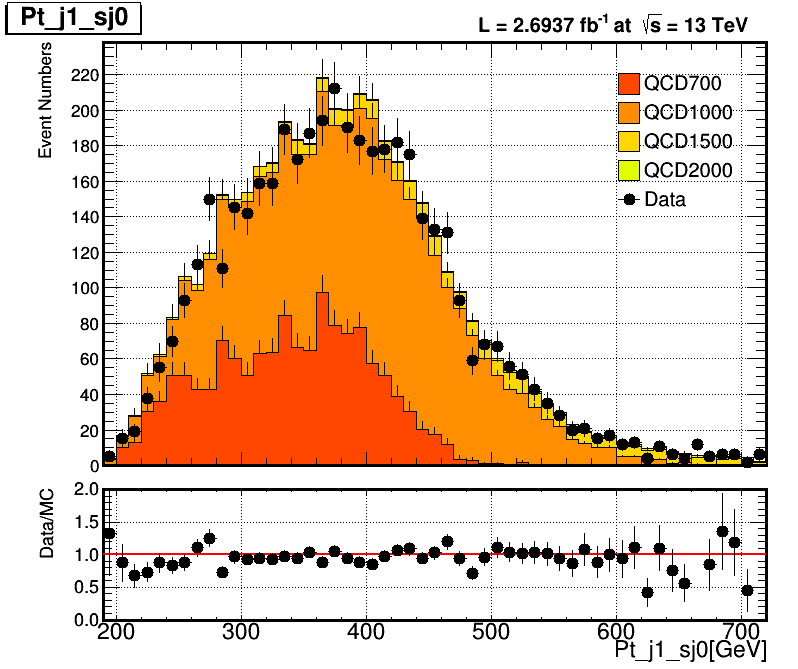 Pt_j1_sj0
L = 2.6937 fb⁻¹ at √s = 13 TeV
Event Numbers
220
200
180
160
140
120
100
80
60
40
20
0
QCD700
QCD1000
QCD1500
QCD2000
Data
Data/MC
2.0
1.5
1.0
0.5
0.0
200 300 400 500 600 700
Pt_j1_sj0[GeV]